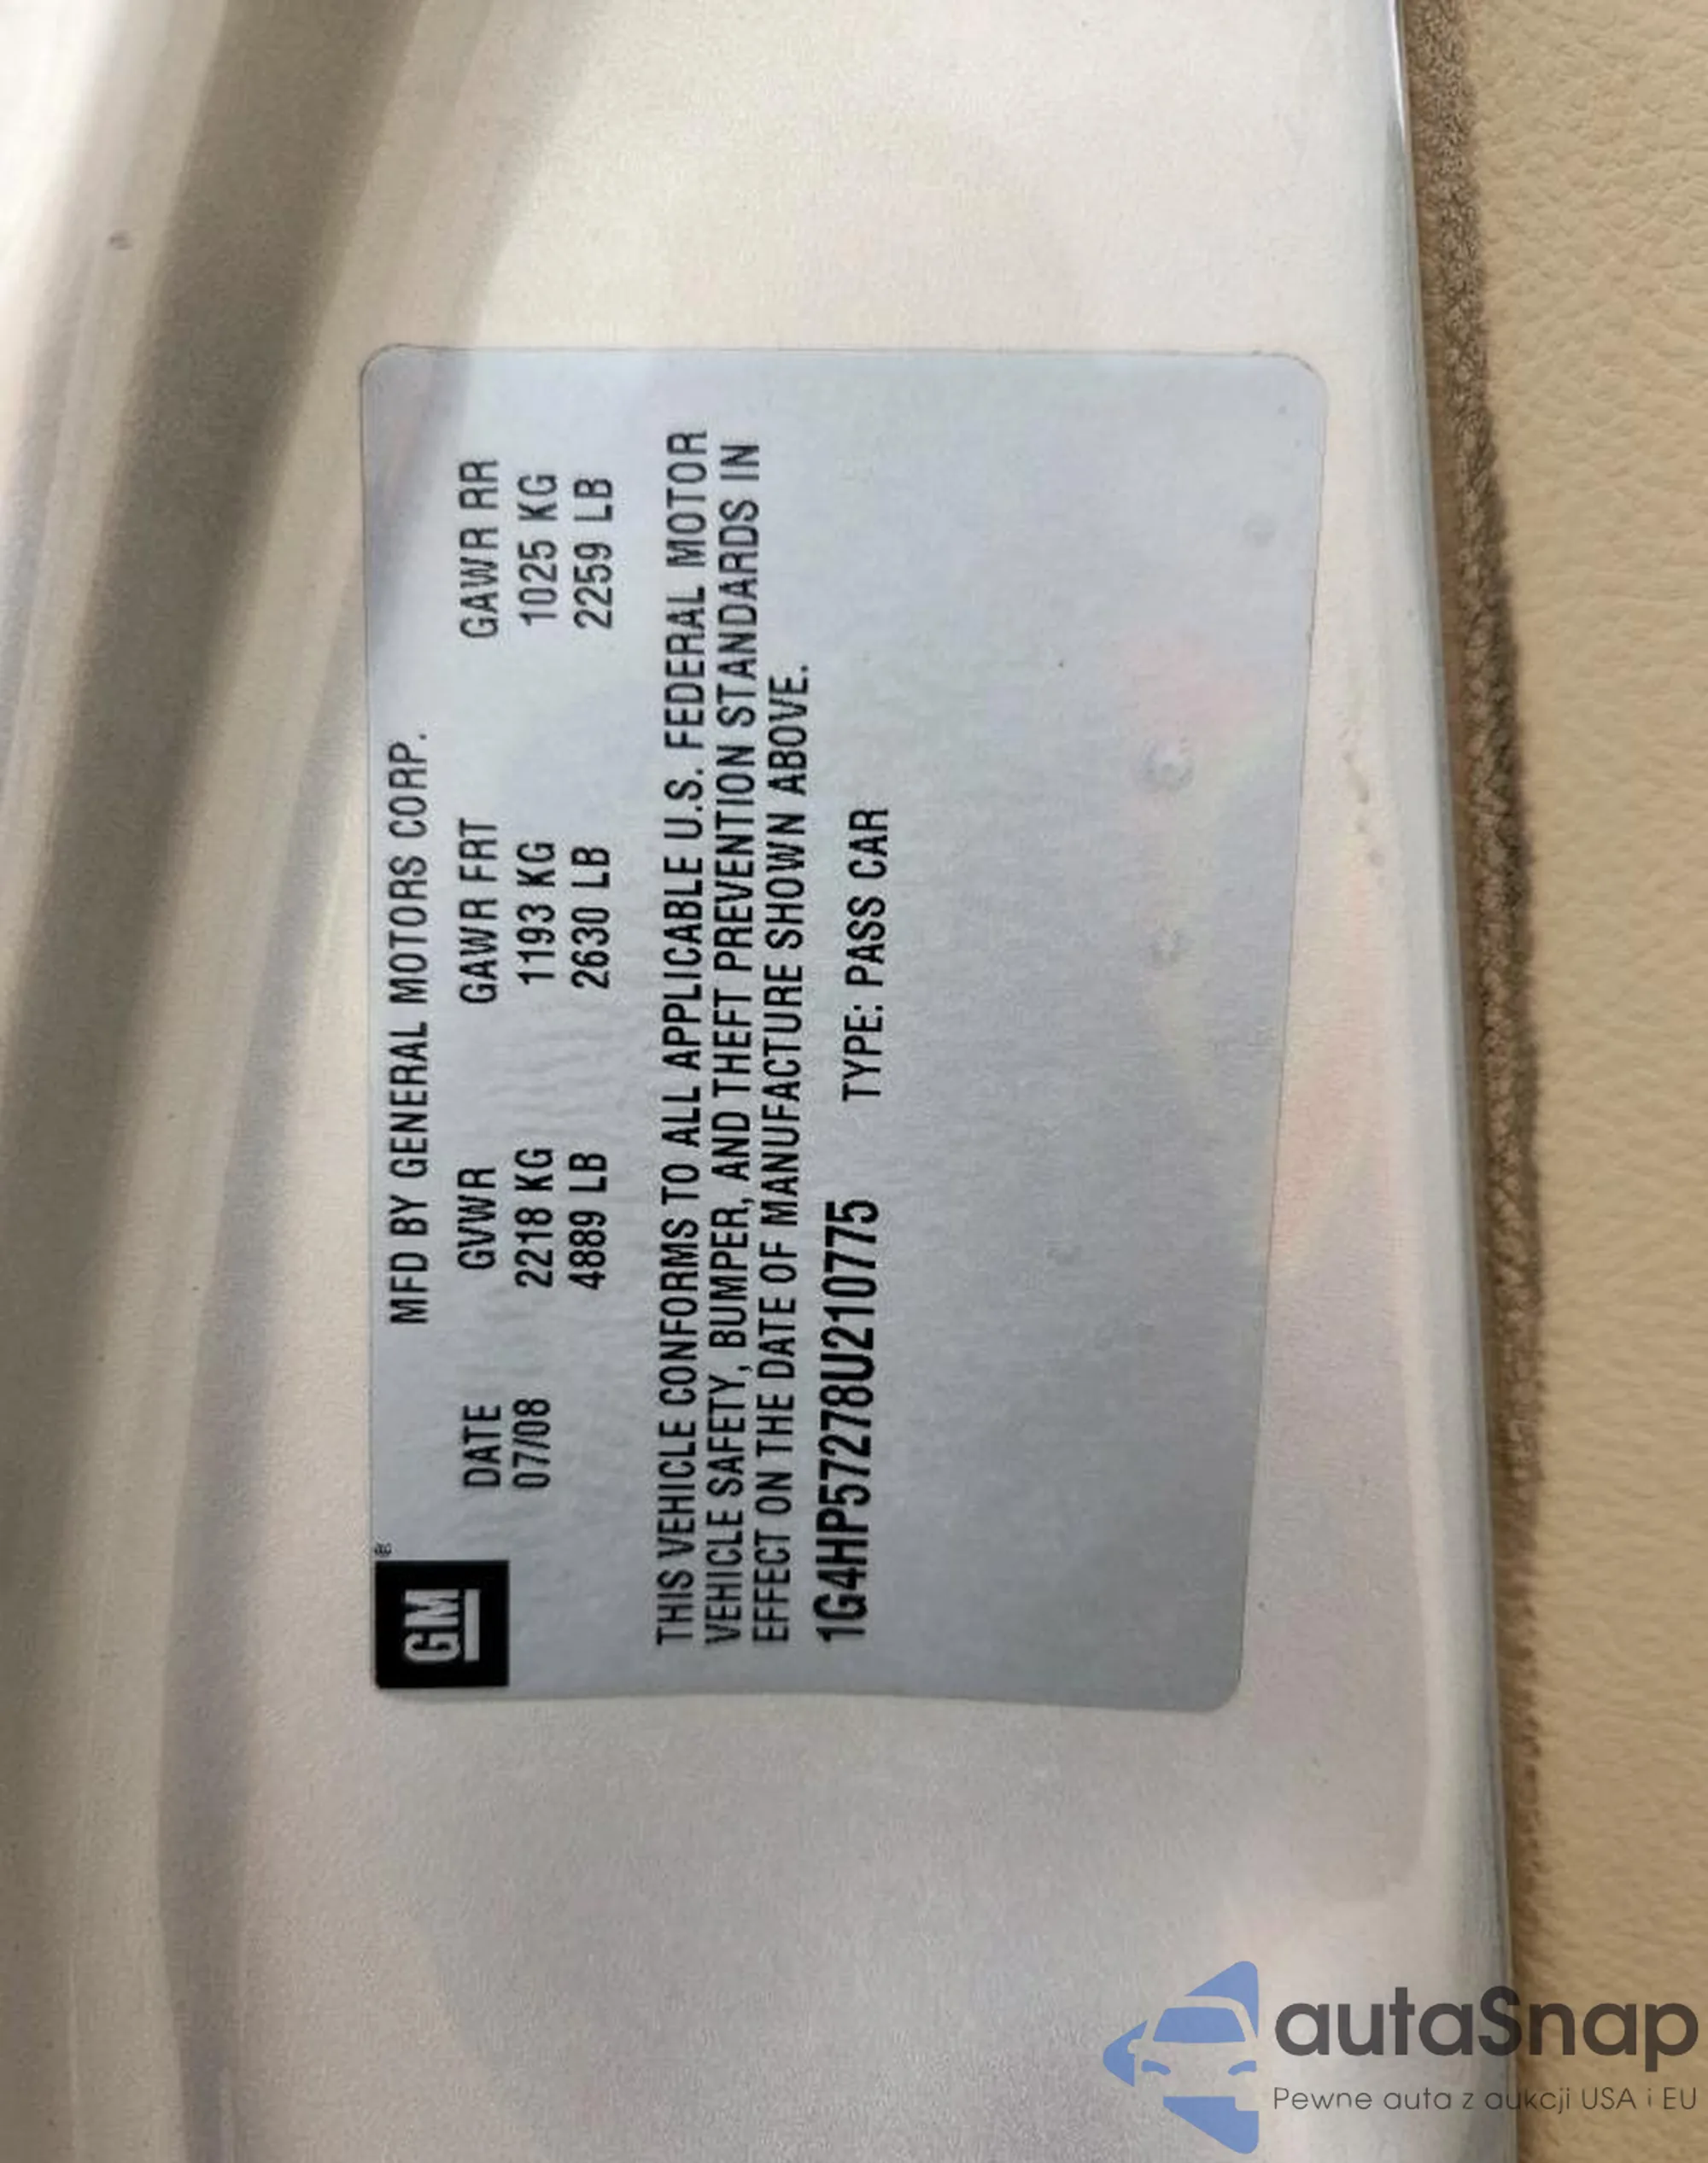 GM®
MFD BY GENERAL MOTORS CORP.
DATE GVWR GAWR FRT GAWR RR
07/08 2218 KG 1193 KG 1025 KG
4889 LB 2630 LB 2259 LB
THIS VEHICLE CONFORMS TO ALL APPLICABLE U.S. FEDERAL MOTOR
VEHICLE SAFETY, BUMPER, AND THEFT PREVENTION STANDARDS IN
EFFECT ON THE DATE OF MANUFACTURE SHOWN ABOVE.
1G4HP57278U210775 TYPE: PASS CAR
autaSnap
Pewne auta z aukcji USA i EU